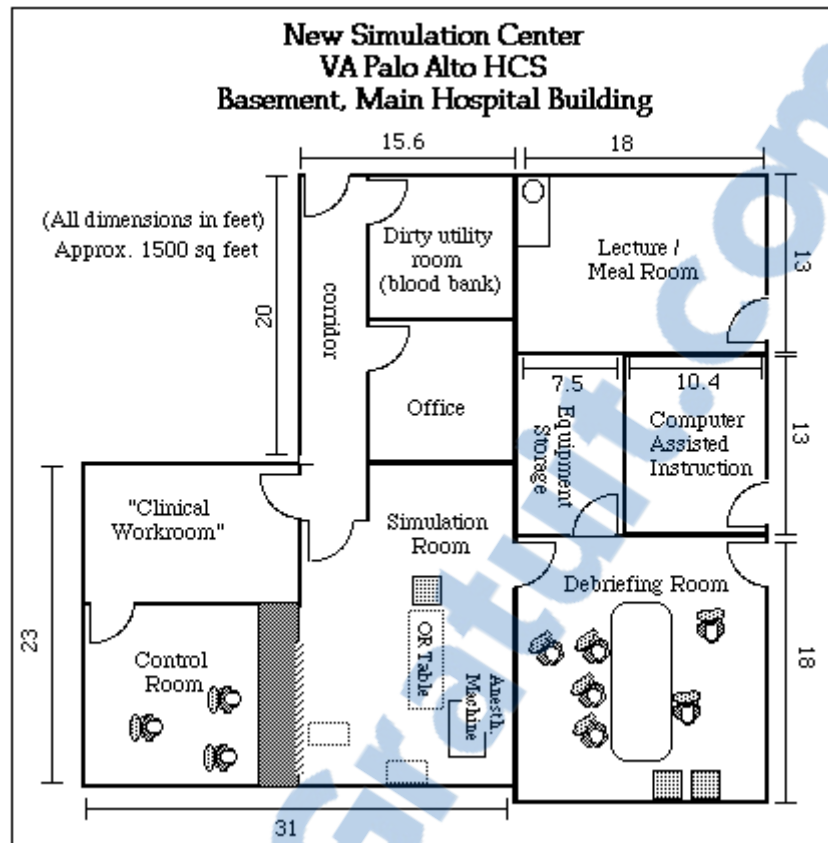 New Simulation Center
VA Palo Alto HCS
Basement, Main Hospital Building
15.6
18
(All dimensions in feet)
Approx. 1500 sq feet
20
corridor
Dirty utility
room
(blood bank)
Lecture /
Meal Room
13
Office
7.5
10.4
Equipment
Storage
Computer
Assisted
Instruction
13
"Clinical
Workroom"
Simulation
Room
Debriefing Room
23
Control
Room
OR Table
Anesth.
Machine
18
31
Gratuit.com